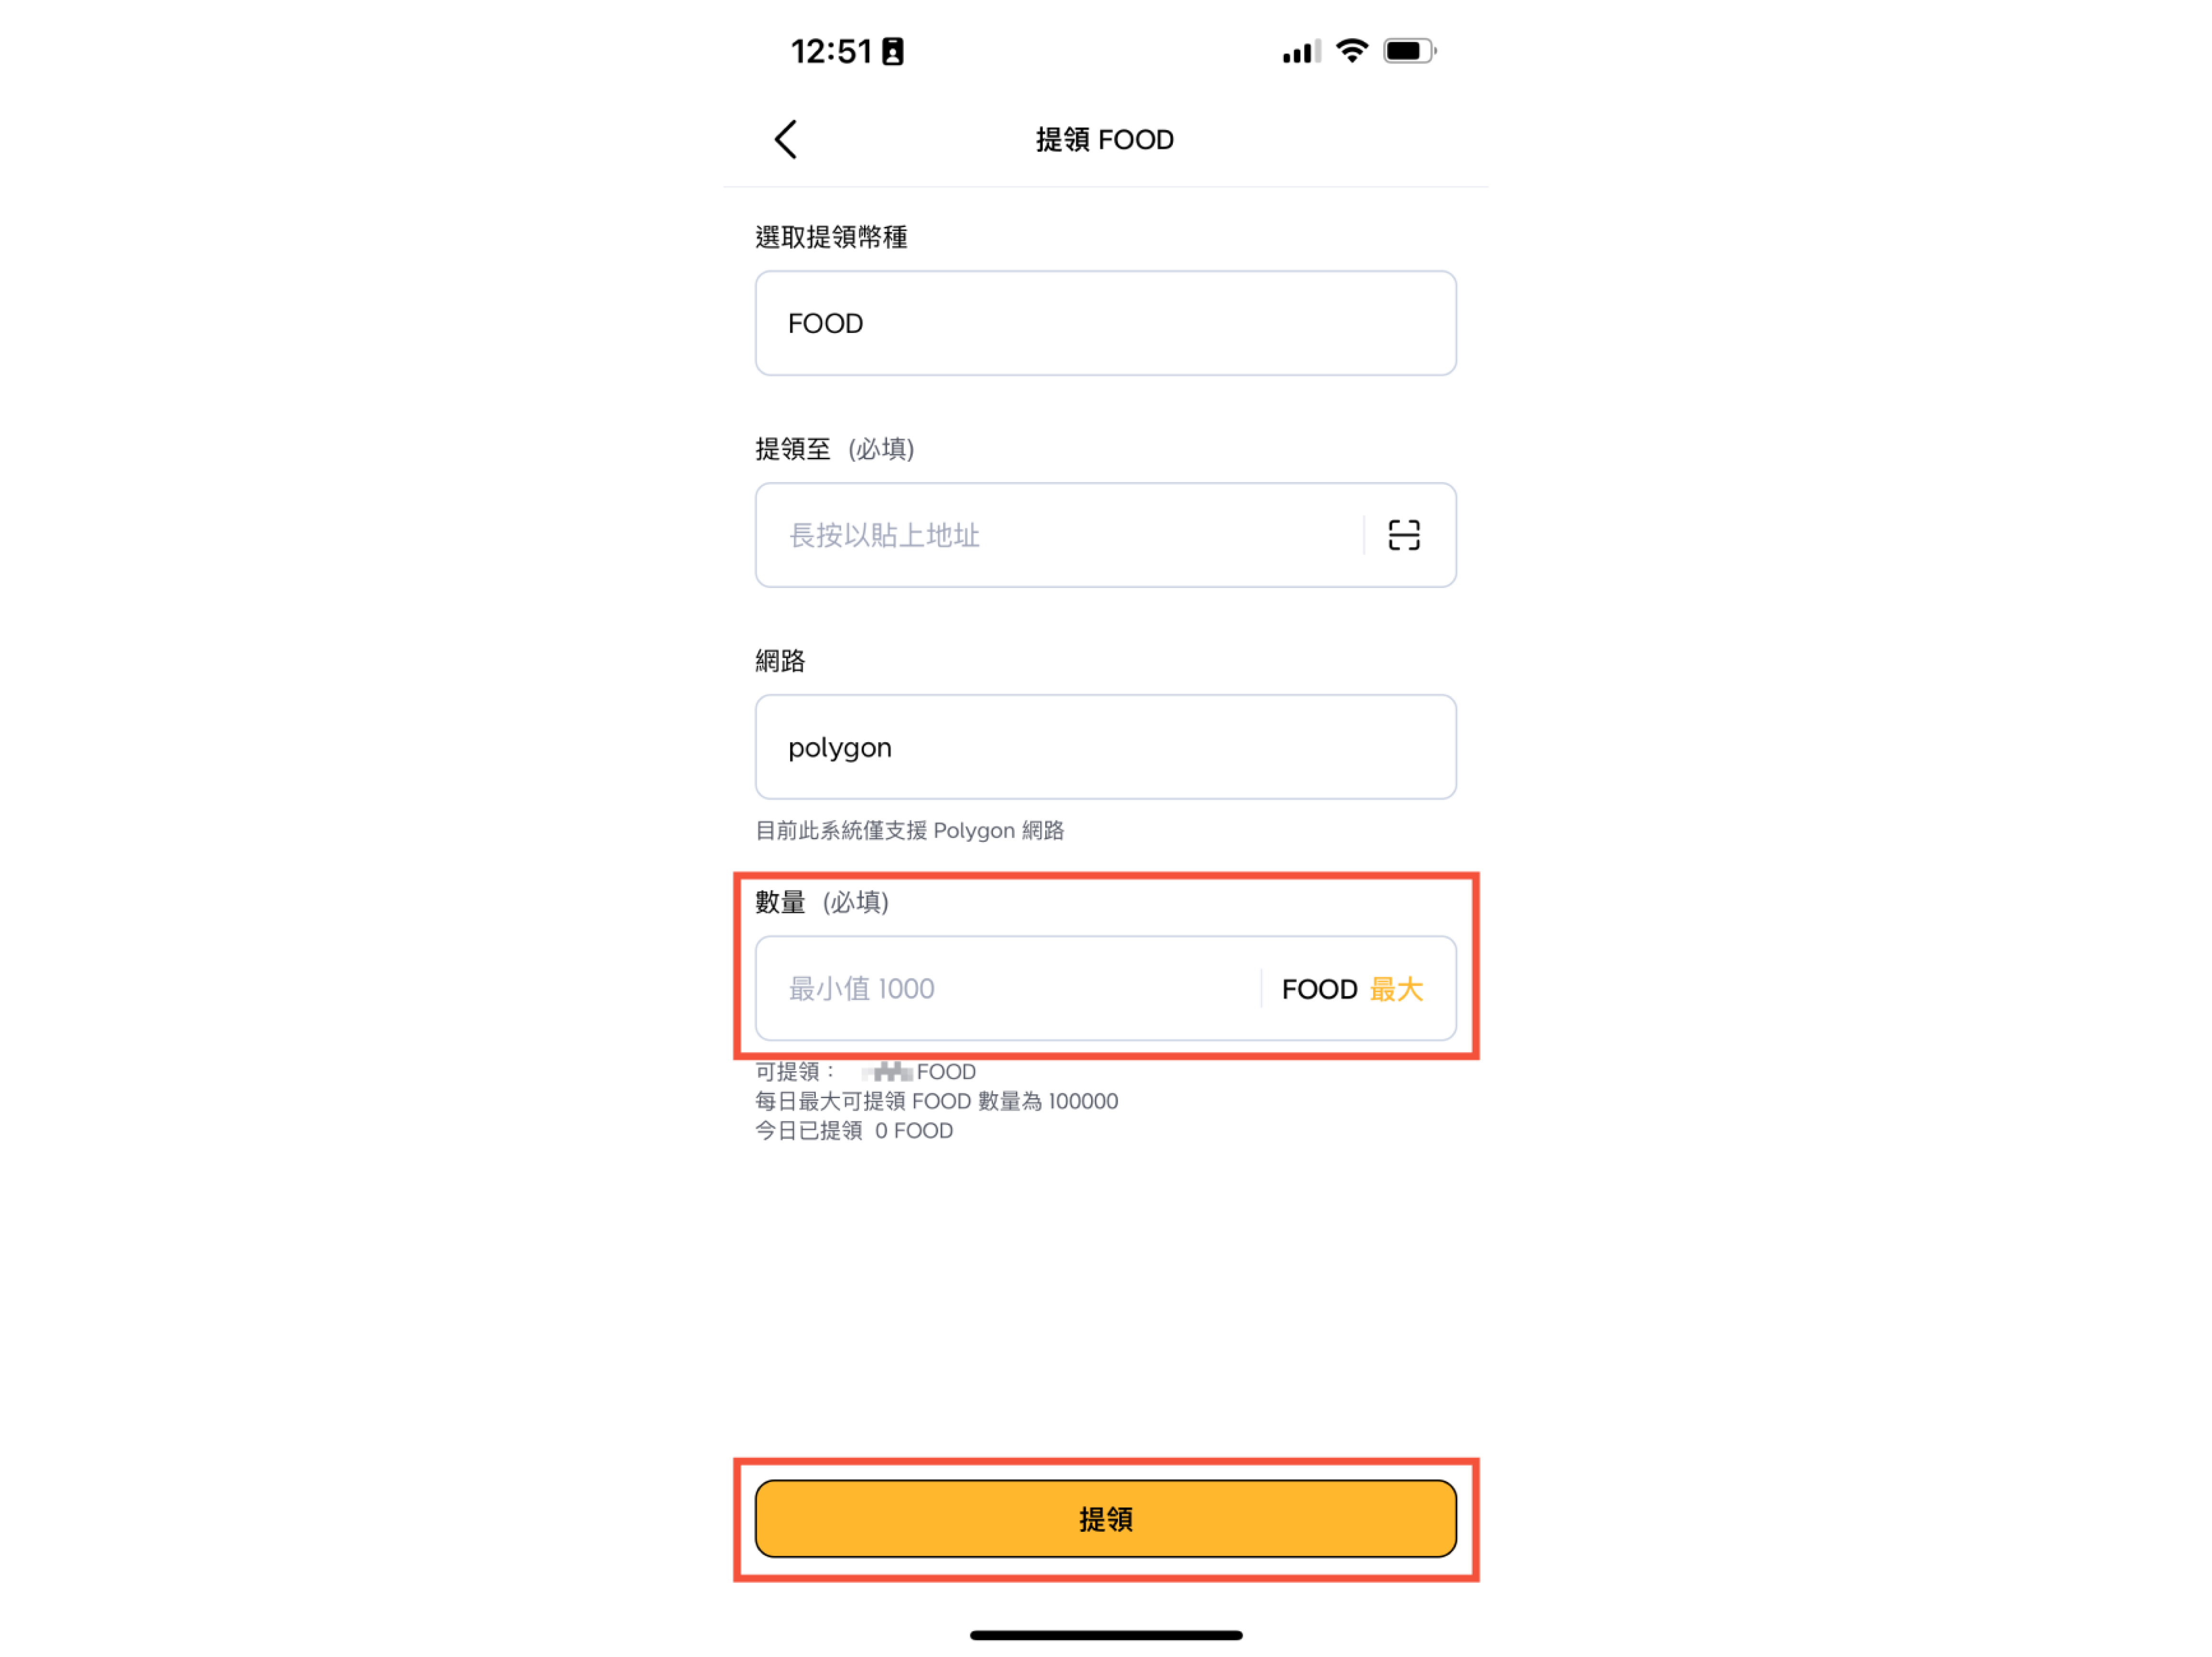 12:51
提領 FOOD
選取提領幣種
FOOD
提領至 (必填)
長按以貼上地址
網路
polygon
目前此系統僅支援 Polygon 網路
數量 (必填)
最小值 1000 FOOD 最大
可提領： FOOD
每日最大可提領 FOOD 數量為 100000
今日已提領 0 FOOD
提領